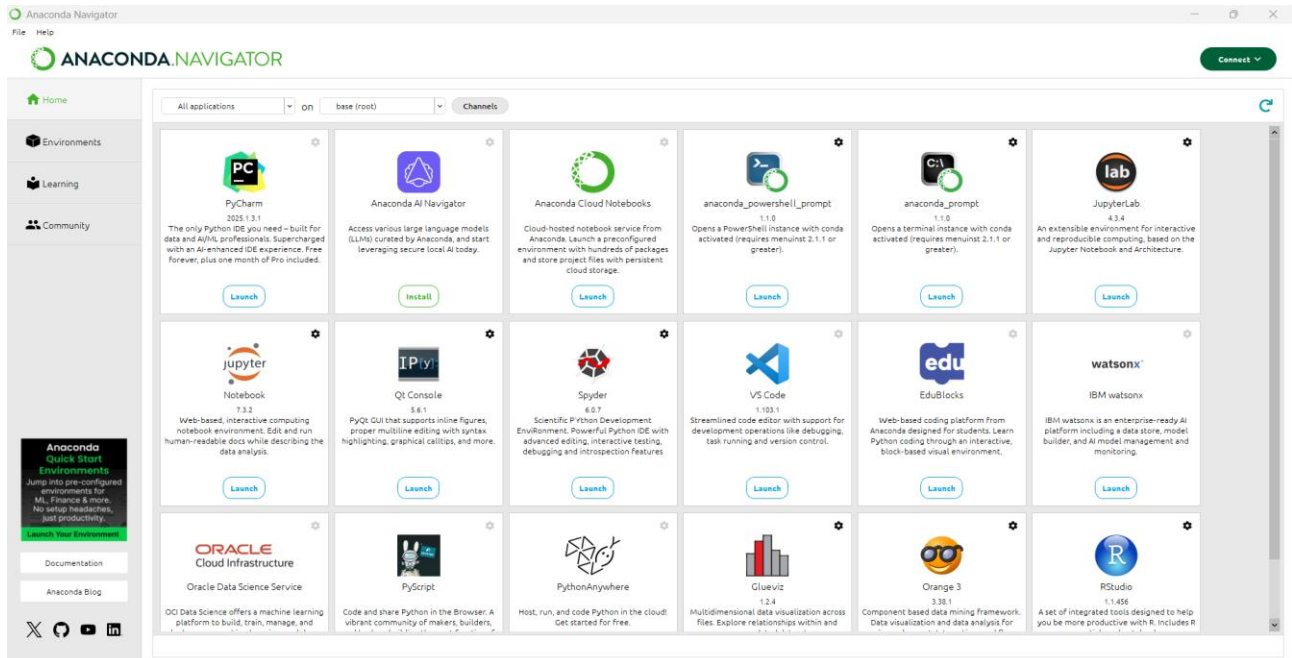 Anaconda Navigator
File Help
ANACONDA.NAVIGATOR
Connect
Home
Environments
Learning
Community
All applications
on
base (root)
Channels
PC
PyCharm
2025.1.3.1
The only Python IDE you need – built for
data and AI/ML professionals. Supercharged
with an AI-enhanced IDE experience. Free
forever, plus one month of Pro included.
Launch
Anaconda AI Navigator
Access various large language models
(LLMs) curated by Anaconda, and start
leveraging secure local AI today.
Install
Anaconda Cloud Notebooks
Cloud-hosted notebook service from
Anaconda. Launch a preconfigured
environment with hundreds of packages
and store project files with persistent
cloud storage.
Launch
anaconda_powershell_prompt
1.1.0
Opens a PowerShell instance with conda
activated (requires menuinst 2.1.1 or
greater).
Launch
C:\
anaconda_prompt
1.1.0
Opens a terminal instance with conda
activated (requires menuinst 2.1.1 or
greater).
Launch
lab
JupyterLab
4.3.4
An extensible environment for interactive
and reproducible computing, based on the
Jupyter Notebook and Architecture.
Launch
jupyter
Notebook
7.3.2
Web-based, interactive computing
notebook environment. Edit and run
human-readable docs while describing the
data analysis.
Launch
IP[y]:
Qt Console
5.6.1
PyQt GUI that supports inline figures,
proper multiline editing with syntax
highlighting, graphical calltips, and more.
Launch
Spyder
6.0.7
Scientific PYthon Development
EnviRonment. Powerful Python IDE with
advanced editing, interactive testing,
debugging and introspection features
Launch
VS Code
1.103.1
Streamlined code editor with support for
development operations like debugging,
task running and version control.
Launch
edu
EduBlocks
Web-based coding platform from
Anaconda designed for students. Learn
Python coding through an interactive,
block-based visual environment.
Launch
watsonx
IBM watsonx
IBM watsonx is an enterprise-ready AI
platform including a data store, model
builder, and AI model management and
monitoring.
Launch
ORACLE
Cloud Infrastructure
Oracle Data Science Service
OCI Data Science offers a machine learning
platform to build, train, manage, and
PyScript
Code and share Python in the Browser. A
vibrant community of makers, builders,
PythonAnywhere
Host, run, and code Python in the cloud!
Get started for free.
Glueviz
1.2.4
Multidimensional data visualization across
files. Explore relationships within and
Orange 3
3.38.1
Component based data mining framework.
Data visualization and data analysis for
R
RStudio
1.1.456
A set of integrated tools designed to help
you be more productive with R. Includes R
Anaconda
Quick Start
Environments
Jump into pre-configured
environments for
ML, Finance & more.
No setup headaches,
just productivity.
Launch Your Environment
Documentation
Anaconda Blog